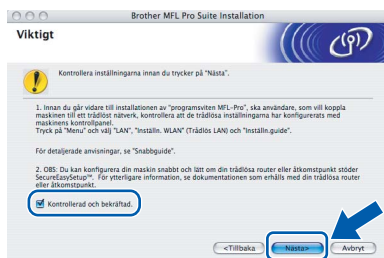 Brother MFL Pro Suite Installation
Viktigt
Kontrollera inställningarna innan du trycker på "Nästa".
1. Innan du går vidare till installationen av "programsviten MFL-Pro", ska användare, som vill koppla
maskinen till ett trådlöst nätverk, kontrollera att de trådlösa inställningarna har konfigurerats med
maskinens kontrollpanel.
Tryck på "Menu" och välj "LAN", "Inställn. WLAN" (Trådlös LAN) och "Inställn.guide".
För detaljerade anvisningar, se "Snabbguide".
2. OBS: Du kan konfigurera din maskin snabbt och lätt om din trådlösa router eller åtkomstpunkt stöder
SecureEasySetup™. För ytterligare information, se dokumentationen som erhålls med din trådlösa router
eller åtkomstpunkt.
Kontrollerad och bekräftad.
<Tillbaka Nästa> Avbryt